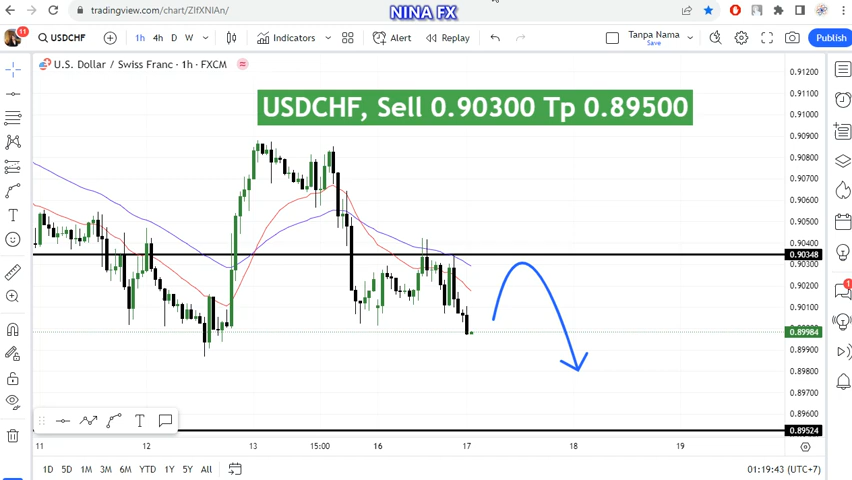 tradingview.com/chart/ZIfXNIAn/
NINA FX
11
USDCHF
1h 4h D W
Indicators
Alert
Replay
Tanpa Nama
Save
Publish
U.S. Dollar / Swiss Franc · 1h · FXCM
USDCHF, Sell 0.90300 Tp 0.89500
0.91200
0.91100
0.91000
0.90900
0.90800
0.90700
0.90600
0.90500
0.90400
0.90348
0.90300
0.90200
0.90100
0.89984
0.89900
0.89800
0.89700
0.89600
0.89524
11 12 13 15:00 16 17 18 19
1D 5D 1M 3M 6M YTD 1Y 5Y All
01:19:43 (UTC+7)